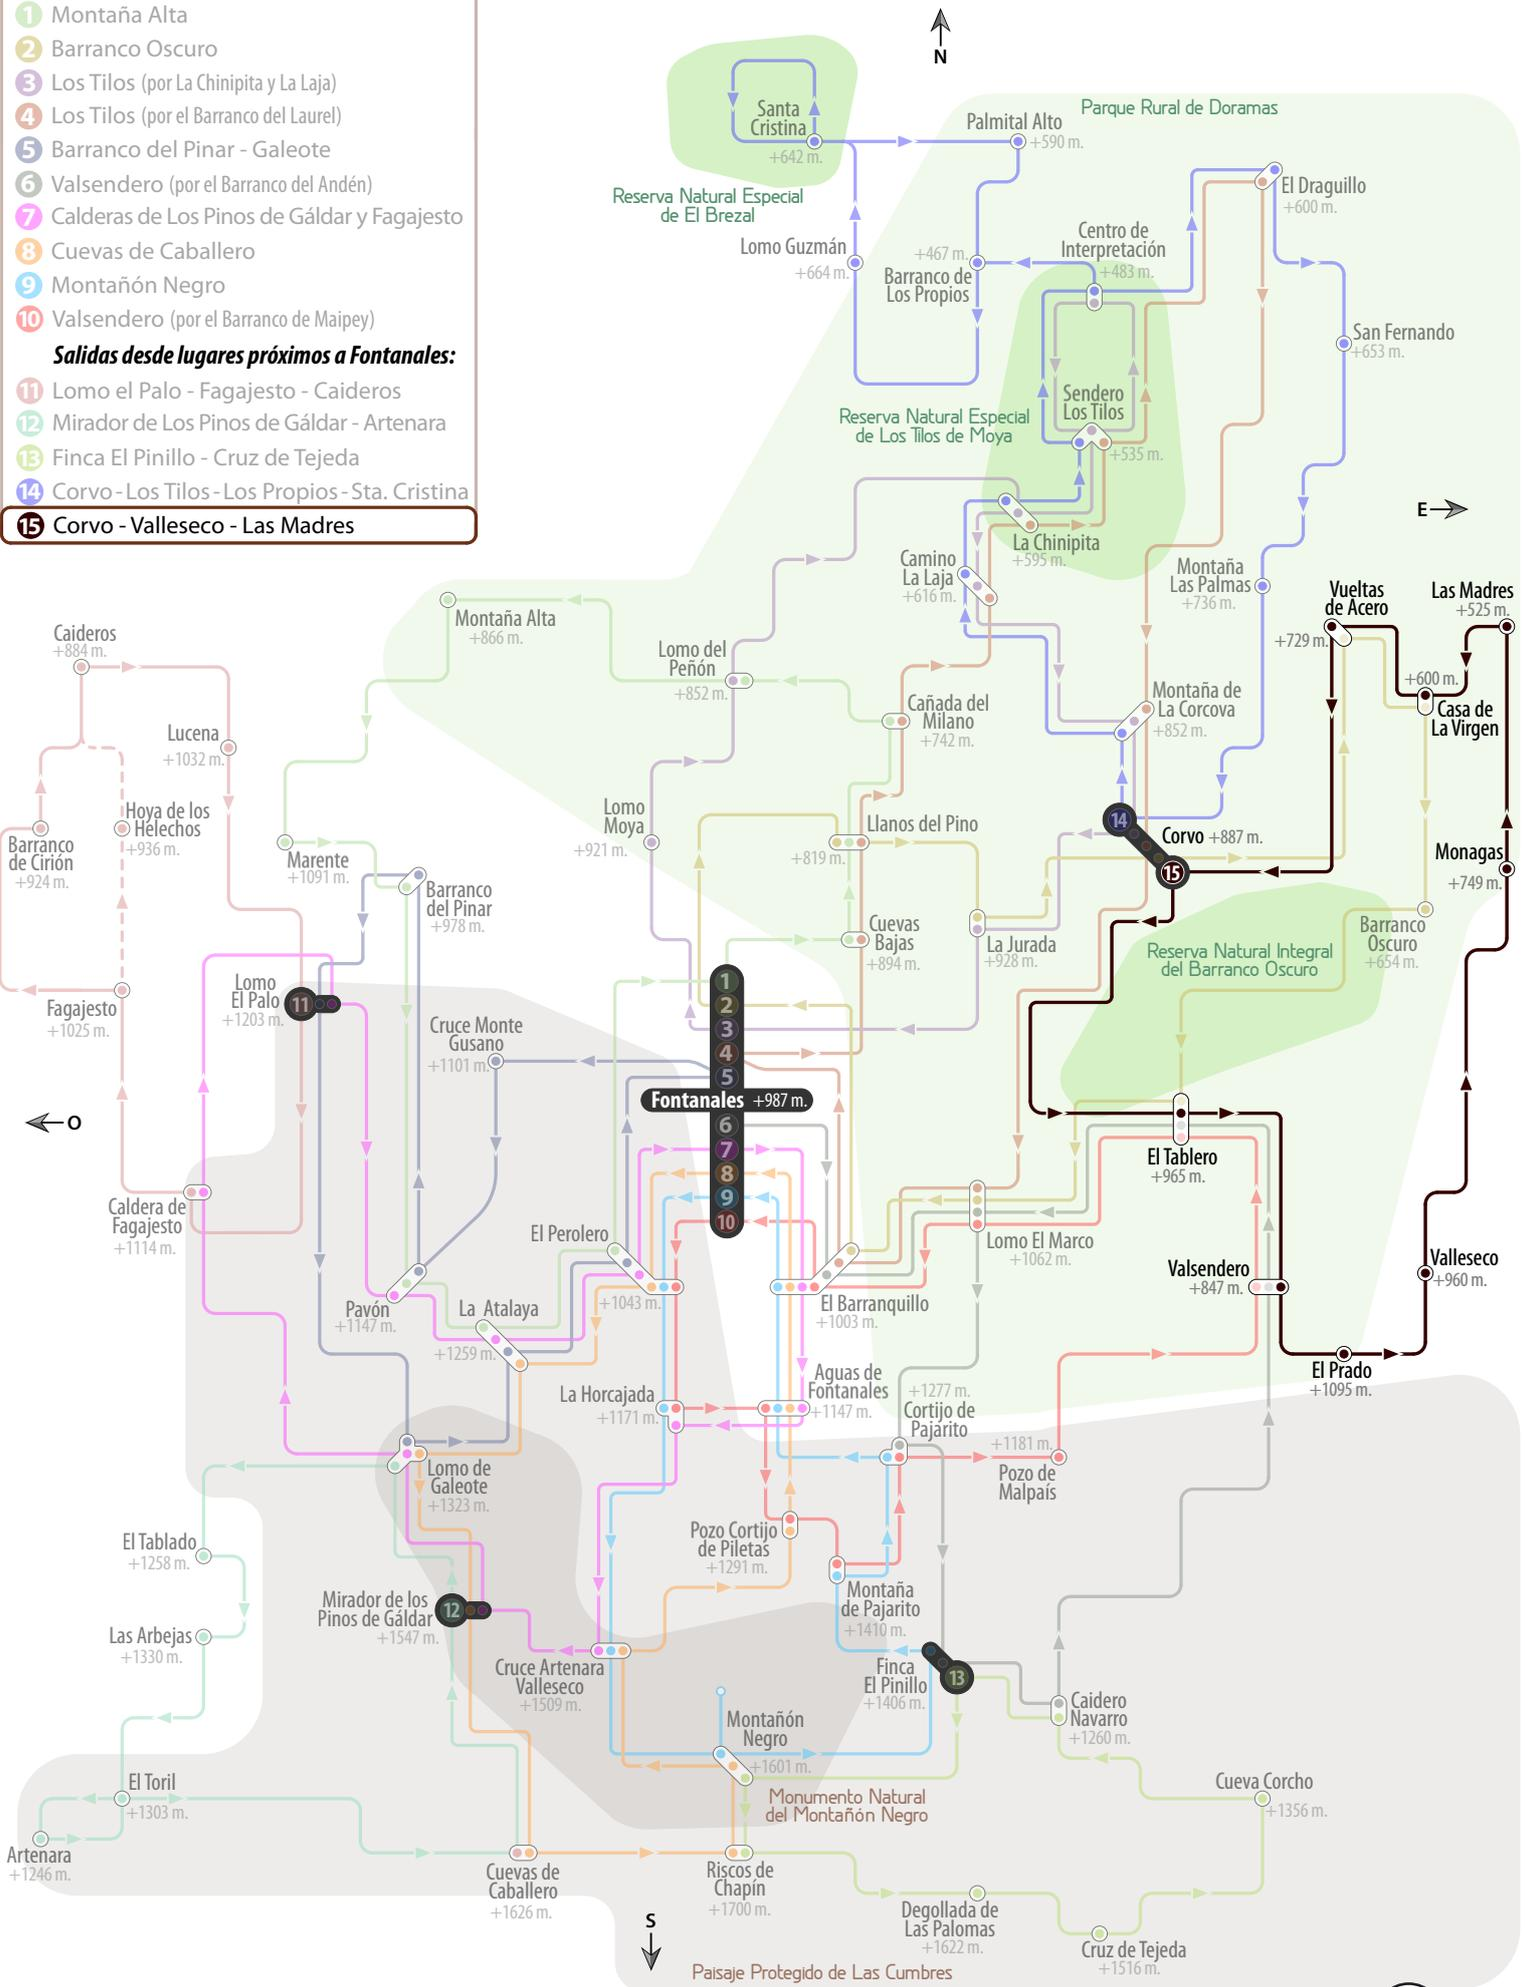 1 Montaña Alta
2 Barranco Oscuro
3 Los Tilos (por La Chinipita y La Laja)
4 Los Tilos (por el Barranco del Laurel)
5 Barranco del Pinar - Galeote
6 Valsendero (por el Barranco del Andén)
7 Calderas de Los Pinos de Gáldar y Fagajesto
8 Cuevas de Caballero
9 Montañón Negro
10 Valsendero (por el Barranco de Maipey)
Salidas desde lugares próximos a Fontanales:
11 Lomo el Palo - Fagajesto - Caideros
12 Mirador de Los Pinos de Gáldar - Artenara
13 Finca El Pinillo - Cruz de Tejeda
14 Corvo - Los Tilos - Los Propios - Sta. Cristina
15 Corvo - Valleseco - Las Madres
N
Parque Rural de Doramas
Santa
Cristina
+642 m.
Palmital Alto
+590 m.
Reserva Natural Especial
de El Brezal
El Draguillo
+600 m.
Lomo Guzmán
+664 m.
+467 m.
Barranco de
Los Propios
Centro de
Interpretación
+483 m.
San Fernando
+653 m.
Sendero
Los Tilos
+535 m.
Reserva Natural Especial
de Los Tilos de Moya
E
La Chinipita
+595 m.
Camino
La Laja
+616 m.
Montaña
Las Palmas
+736 m.
Vueltas
de Acero
+729 m.
Las Madres
+525 m.
Montaña Alta
+866 m.
Caideros
+884 m.
Lomo del
Peñón
+852 m.
+600 m.
Casa de
La Virgen
Cañada del
Milano
+742 m.
Montaña de
La Corcova
+852 m.
Lucena
+1032 m.
Hoya de los
Helechos
+936 m.
Barranco
de Cirión
+924 m.
Lomo
Moya
+921 m.
Llanos del Pino
+819 m.
14
Corvo +887 m.
15
Monagas
+749 m.
Marente
+1091 m.
Barranco
del Pinar
+978 m.
Cuevas
Bajas
+894 m.
La Jurada
+928 m.
Barranco
Oscuro
+654 m.
Reserva Natural Integral
del Barranco Oscuro
Lomo
El Palo
+1203 m.
11
Fagajesto
+1025 m.
Cruce Monte
Gusano
+1101 m.
1
2
3
4
5
Fontanales +987 m.
6
7
8
9
10
O
El Tablero
+965 m.
Caldera de
Fagajesto
+1114 m.
El Perolero
+1043 m.
Lomo El Marco
+1062 m.
Valsendero
+847 m.
Valleseco
+960 m.
Pavón
+1147 m.
La Atalaya
+1259 m.
El Barranquillo
+1003 m.
El Prado
+1095 m.
La Horcajada
+1171 m.
Aguas de
Fontanales
+1147 m.
+1277 m.
Cortijo de
Pajarito
+1181 m.
Pozo de
Malpaís
Lomo de
Galeote
+1323 m.
El Tablado
+1258 m.
Pozo Cortijo
de Piletas
+1291 m.
Mirador de los
Pinos de Gáldar
+1547 m.
12
Montaña
de Pajarito
+1410 m.
Las Arbejas
+1330 m.
Cruce Artenara
Valleseco
+1509 m.
Finca
El Pinillo
+1406 m.
13
Caidero
Navarro
+1260 m.
Montañón
Negro
+1601 m.
El Toril
+1303 m.
Cueva Corcho
+1356 m.
Monumento Natural
del Montañón Negro
Artenara
+1246 m.
Cuevas de
Caballero
+1626 m.
Riscos de
Chapín
+1700 m.
Degollada de
Las Palomas
+1622 m.
Cruz de Tejeda
+1516 m.
S
Paisaje Protegido de Las Cumbres